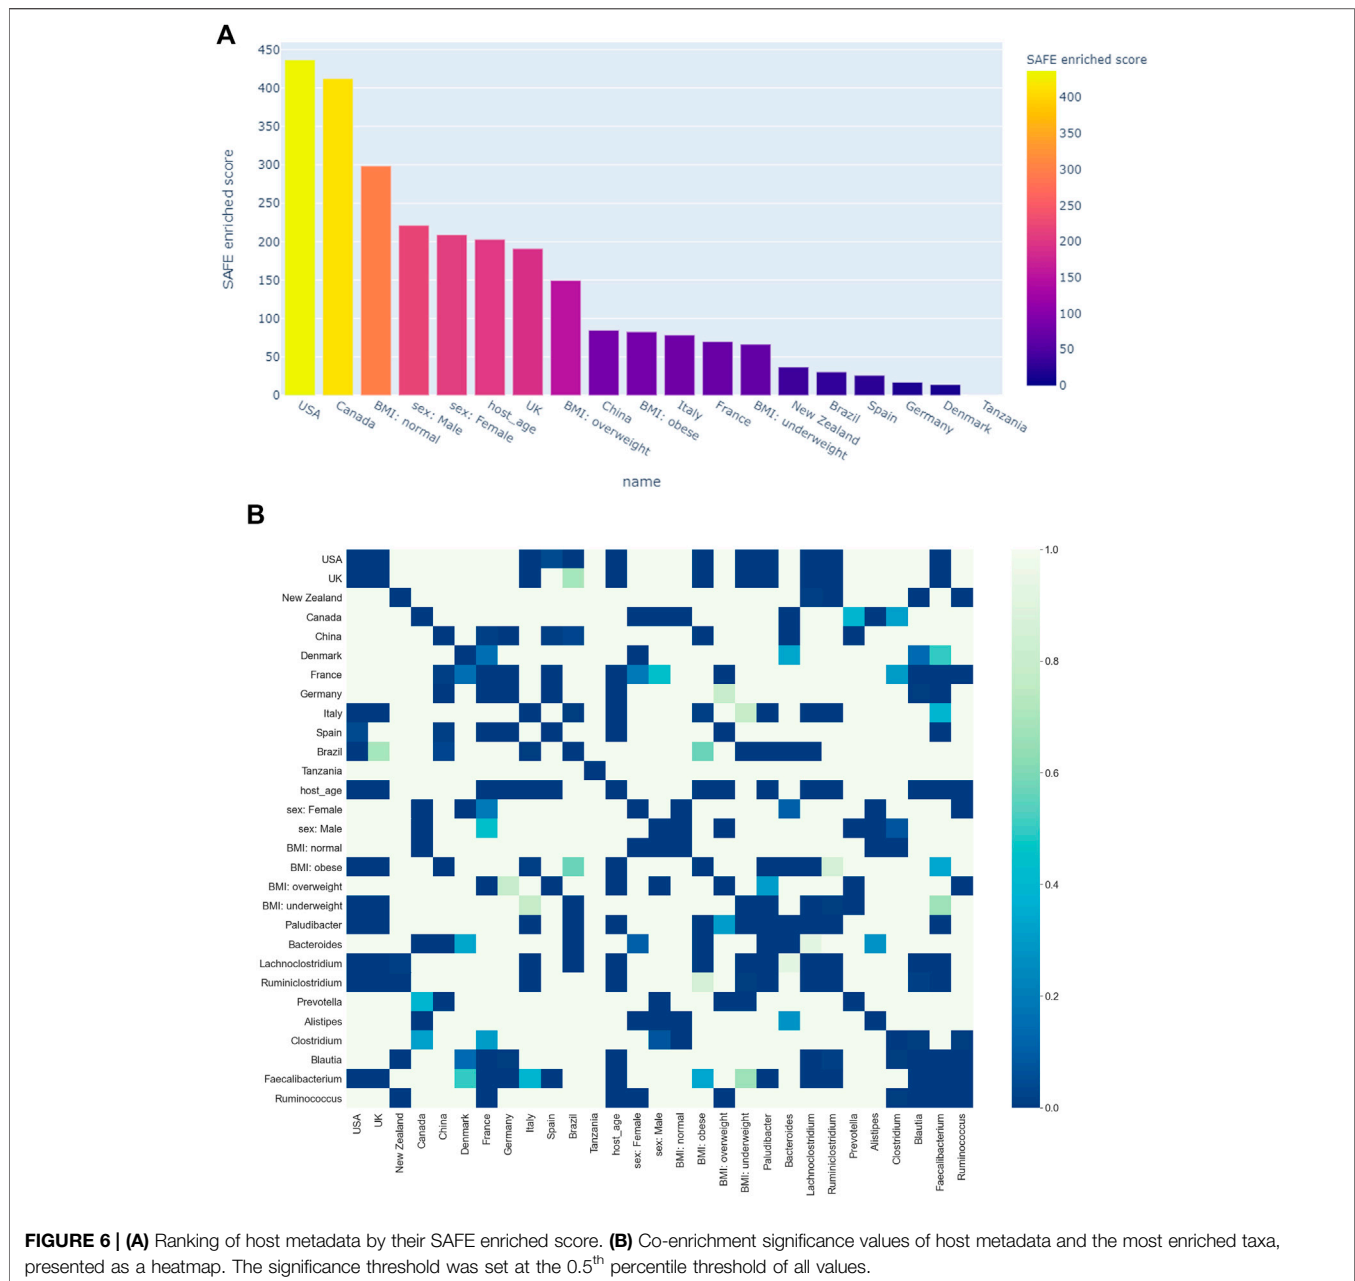 A
SAFE enriched score
450
400
350
300
250
200
150
100
50
0
USA
Canada
BMI: normal
sex: Male
sex: Female
host_age
UK
BMI: overweight
China
BMI: obese
Italy
France
BMI: underweight
New Zealand
Brazil
Spain
Germany
Denmark
Tanzania
name
SAFE enriched score
400
350
300
250
200
150
100
50
0
B
USA
UK
New Zealand
Canada
China
Denmark
France
Germany
Italy
Spain
Brazil
Tanzania
host_age
sex: Female
sex: Male
BMI: normal
BMI: obese
BMI: overweight
BMI: underweight
Paludibacter
Bacteroides
Lachnoclostridium
Ruminiclostridium
Prevotella
Alistipes
Clostridium
Blautia
Faecalibacterium
Ruminococcus
USA
UK
New Zealand
Canada
China
Denmark
France
Germany
Italy
Spain
Brazil
Tanzania
host_age
sex: Female
sex: Male
BMI: normal
BMI: obese
BMI: overweight
BMI: underweight
Paludibacter
Bacteroides
Lachnoclostridium
Ruminiclostridium
Prevotella
Alistipes
Clostridium
Blautia
Faecalibacterium
Ruminococcus
1.0
0.8
0.6
0.4
0.2
0.0
FIGURE 6 | (A) Ranking of host metadata by their SAFE enriched score. (B) Co-enrichment significance values of host metadata and the most enriched taxa,
presented as a heatmap. The significance threshold was set at the 0.5th percentile threshold of all values.